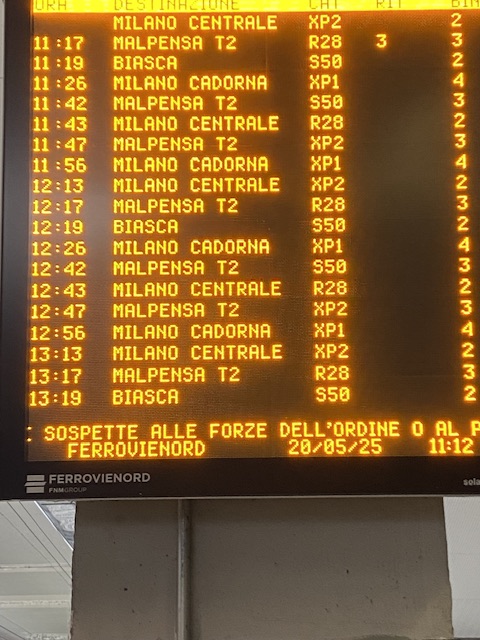 ORA DESTINAZIONE CAT RIT BIN
MILANO CENTRALE XP2 2
11:17 MALPENSA T2 R28 3 3
11:19 BIASCA S50 2
11:26 MILANO CADORNA XP1 4
11:42 MALPENSA T2 S50 3
11:43 MILANO CENTRALE R28 2
11:47 MALPENSA T2 XP2 3
11:56 MILANO CADORNA XP1 4
12:13 MILANO CENTRALE XP2 2
12:17 MALPENSA T2 R28 3
12:19 BIASCA S50 2
12:26 MILANO CADORNA XP1 4
12:42 MALPENSA T2 S50 3
12:43 MILANO CENTRALE R28 2
12:47 MALPENSA T2 XP2 3
12:56 MILANO CADORNA XP1 4
13:13 MILANO CENTRALE XP2 2
13:17 MALPENSA T2 R28 3
13:19 BIASCA S50 2
SOSPETTE ALLE FORZE DELL'ORDINE O AL
FERROVIENORD 20/05/25 11:12
FERROVIENORD
FNMGROUP